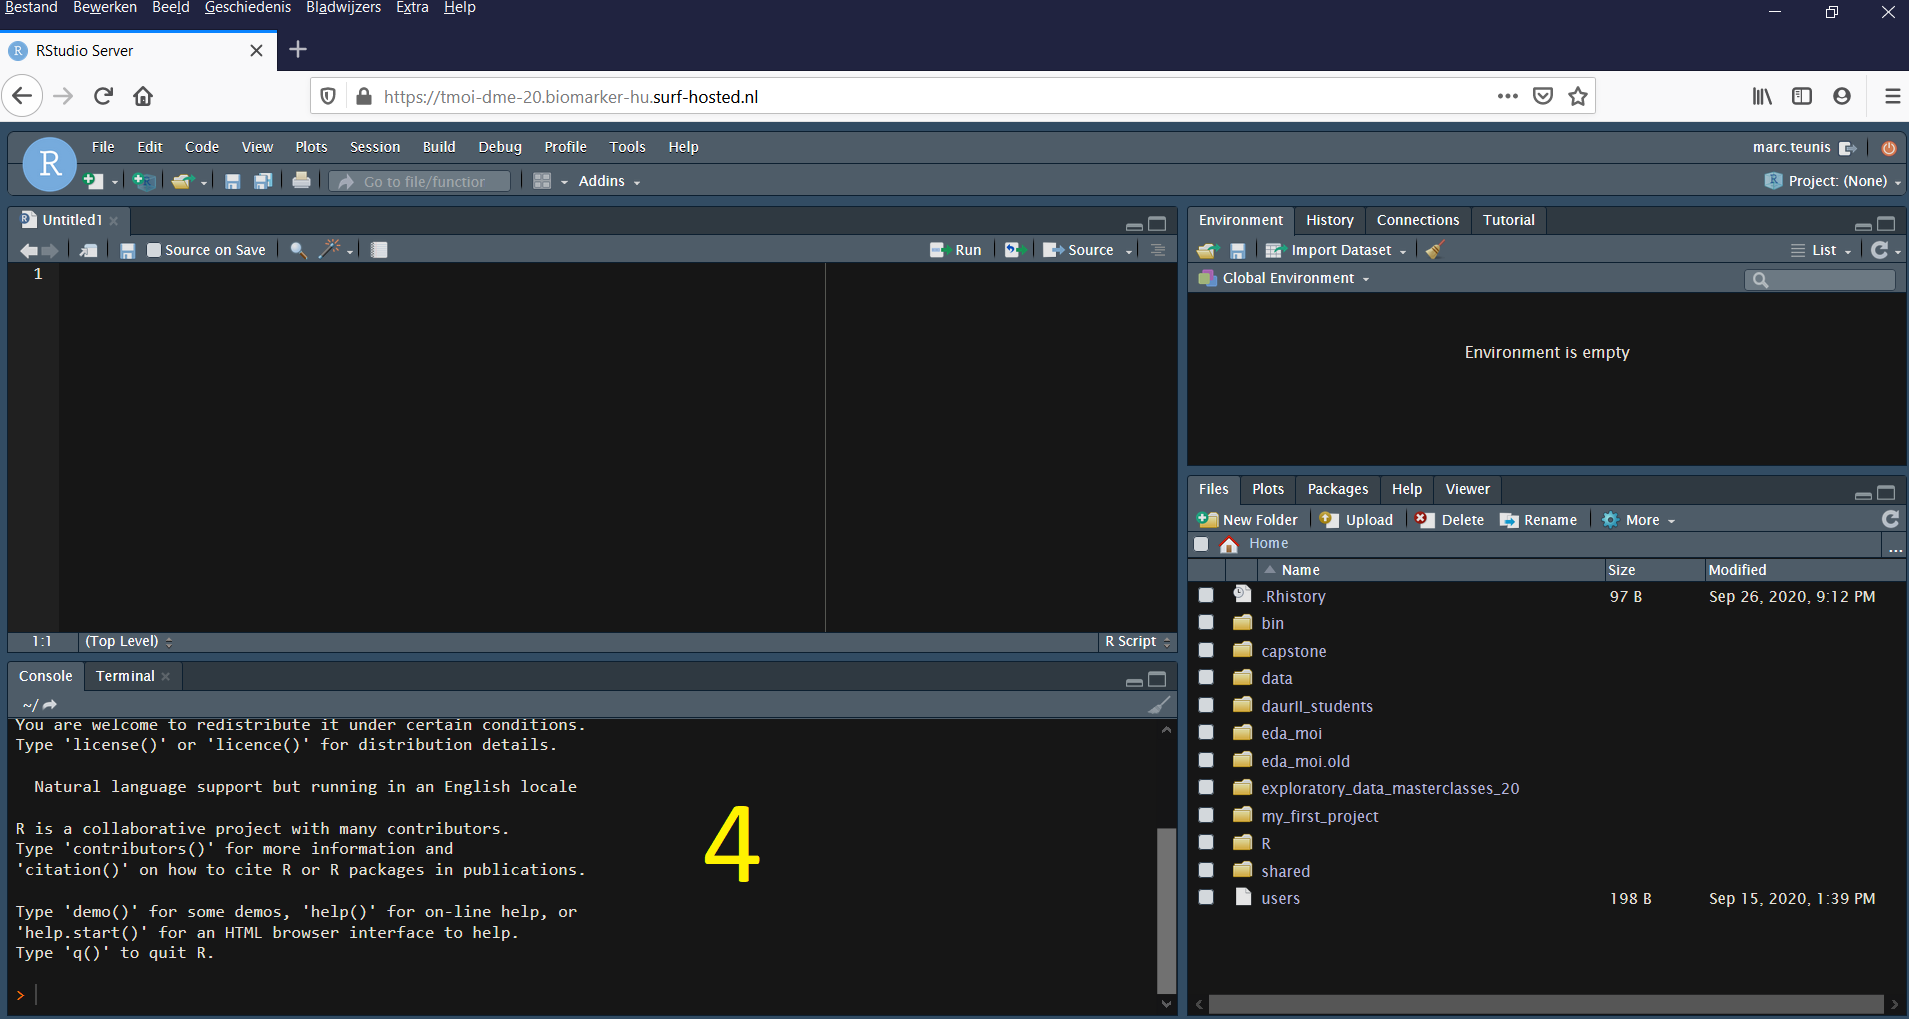 Bestand Bewerken Beeld Geschiedenis Bladwijzers Extra Help
R RStudio Server
https://tmoi-dme-20.biomarker-hu.surf-hosted.nl
R
File Edit Code View Plots Session Build Debug Profile Tools Help
marc.teunis
Go to file/function
Addins
Project: (None)
Untitled1
Source on Save
Run
Source
1
1:1 (Top Level)
R Script
Console Terminal
~/
You are welcome to redistribute it under certain conditions.
Type 'license()' or 'licence()' for distribution details.
Natural language support but running in an English locale
R is a collaborative project with many contributors.
Type 'contributors()' for more information and
'citation()' on how to cite R or R packages in publications.
Type 'demo()' for some demos, 'help()' for on-line help, or
'help.start()' for an HTML browser interface to help.
Type 'q()' to quit R.
>
4
Environment History Connections Tutorial
Import Dataset
List
Global Environment
Environment is empty
Files Plots Packages Help Viewer
New Folder Upload Delete Rename More
Home
...
Name Size Modified
.Rhistory 97 B Sep 26, 2020, 9:12 PM
bin
capstone
data
daurII_students
eda_moi
eda_moi.old
exploratory_data_masterclasses_20
my_first_project
R
shared
users 198 B Sep 15, 2020, 1:39 PM